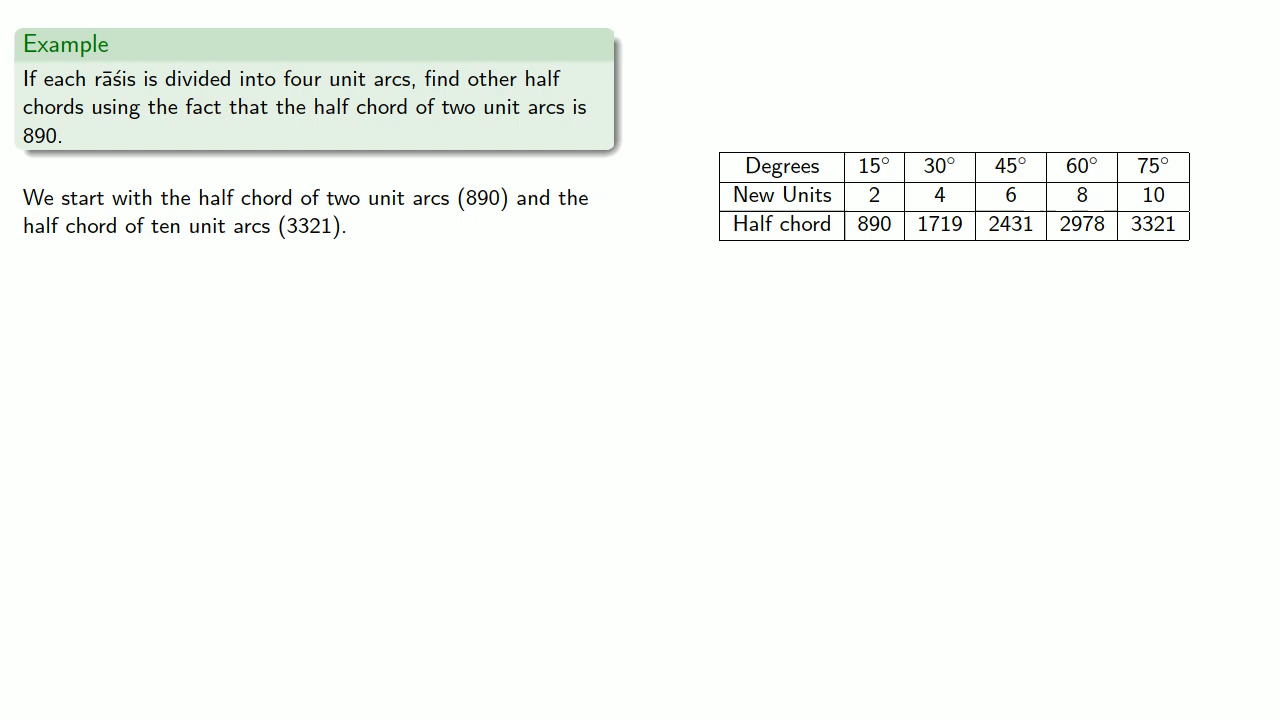 Example
If each rāśis is divided into four unit arcs, find other half
chords using the fact that the half chord of two unit arcs is
890.
We start with the half chord of two unit arcs (890) and the
half chord of ten unit arcs (3321).
Degrees 15° 30° 45° 60° 75°
New Units 2 4 6 8 10
Half chord 890 1719 2431 2978 3321